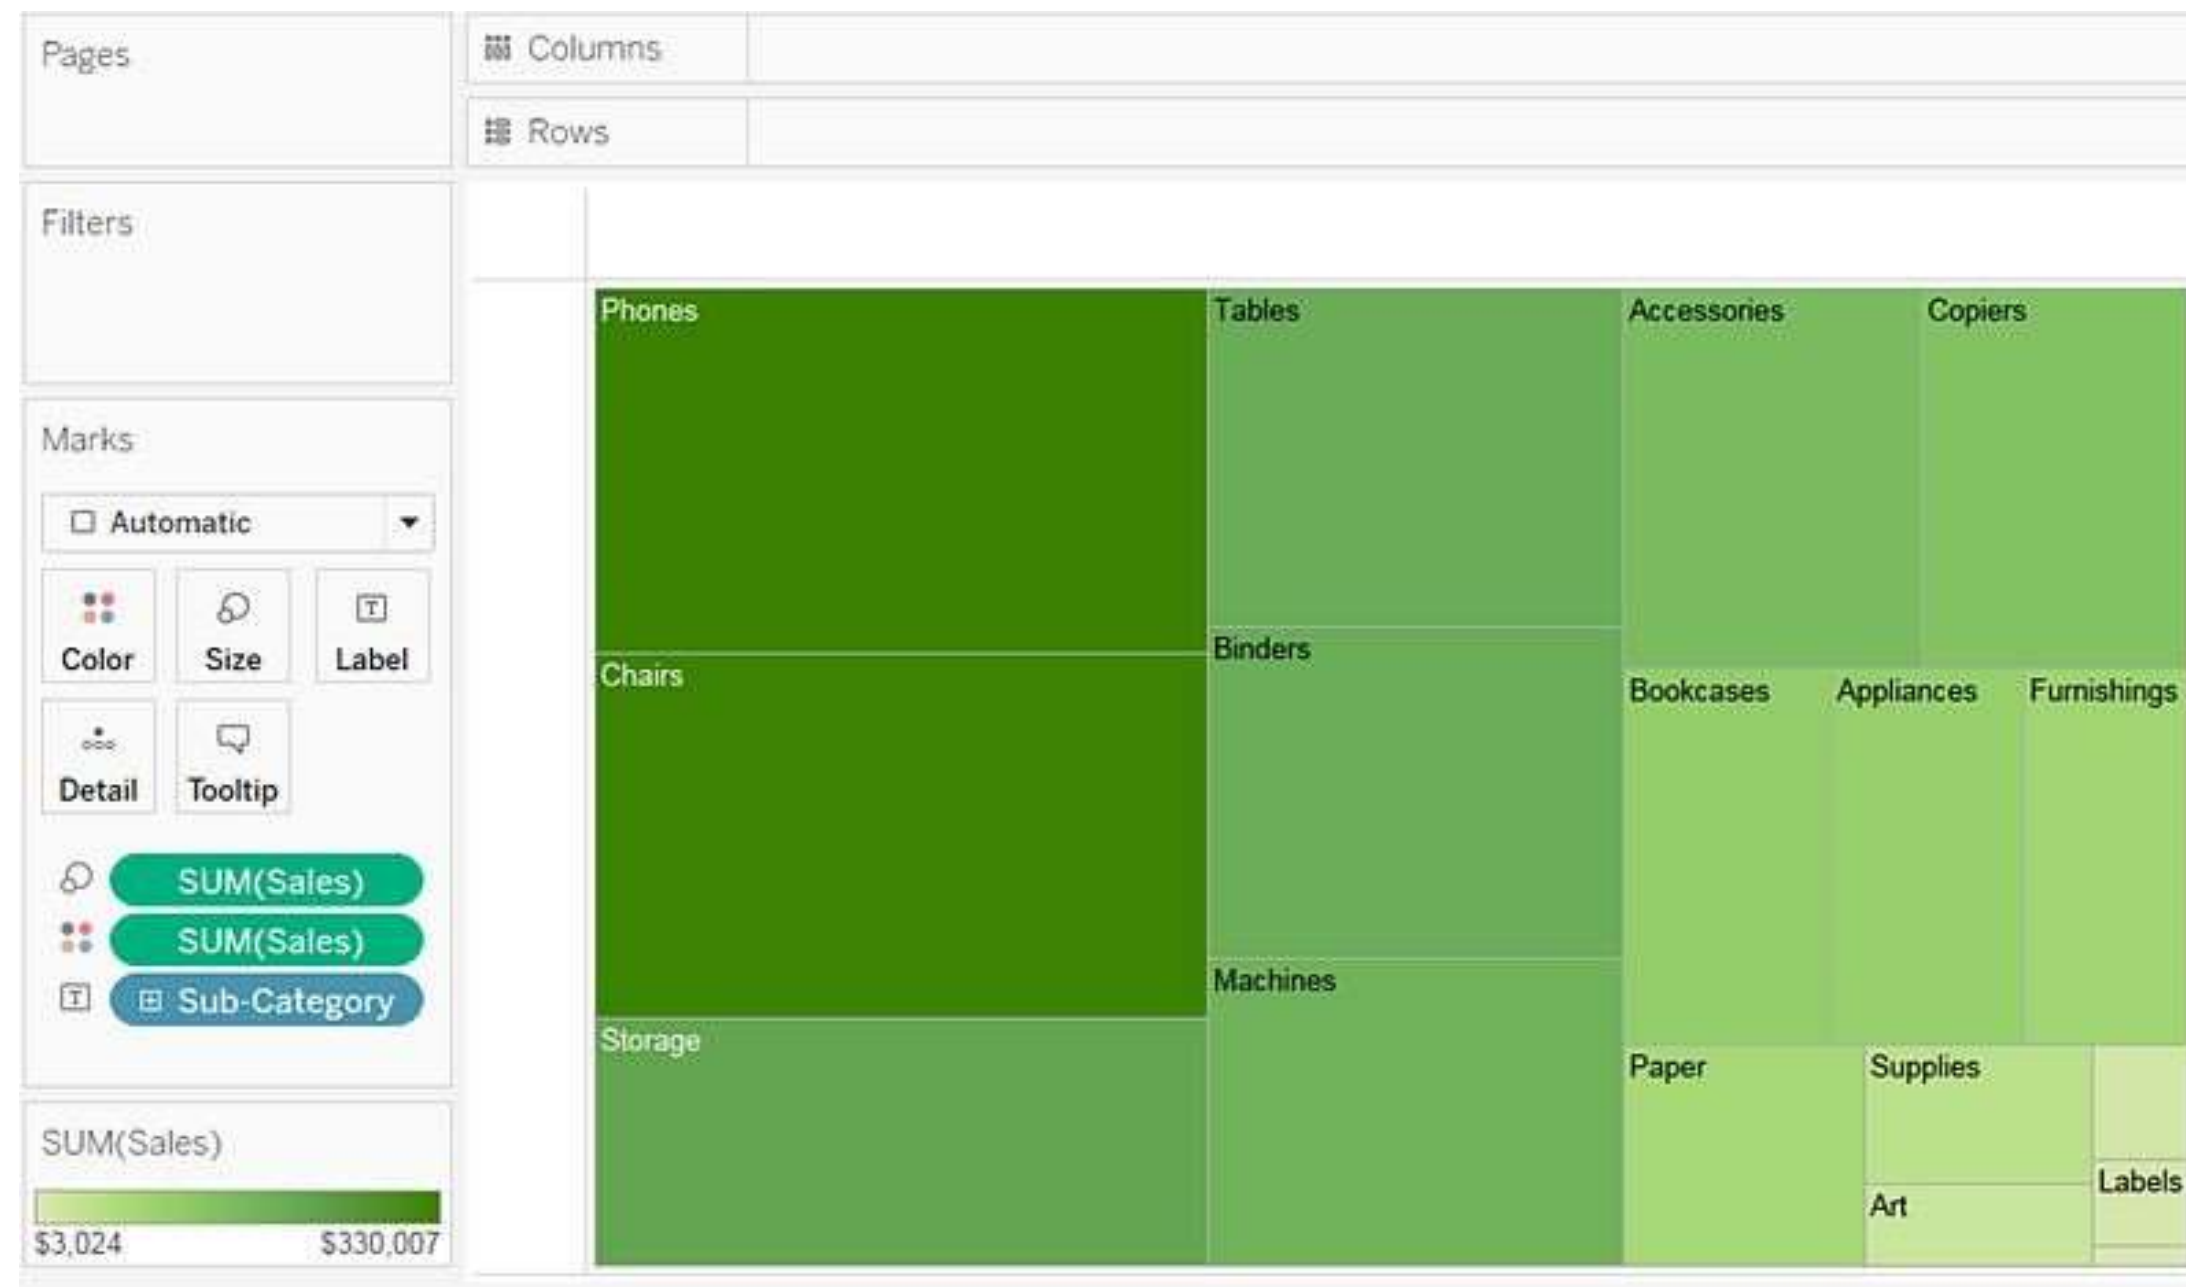 Pages
Columns
Rows
Filters
Marks
Automatic
Color Size Label
Detail Tooltip
SUM(Sales)
SUM(Sales)
Sub-Category
SUM(Sales)
$3,024 $330,007
Phones
Chairs
Storage
Tables
Binders
Machines
Accessories
Copiers
Bookcases
Appliances
Furnishings
Paper
Supplies
Art
Labels